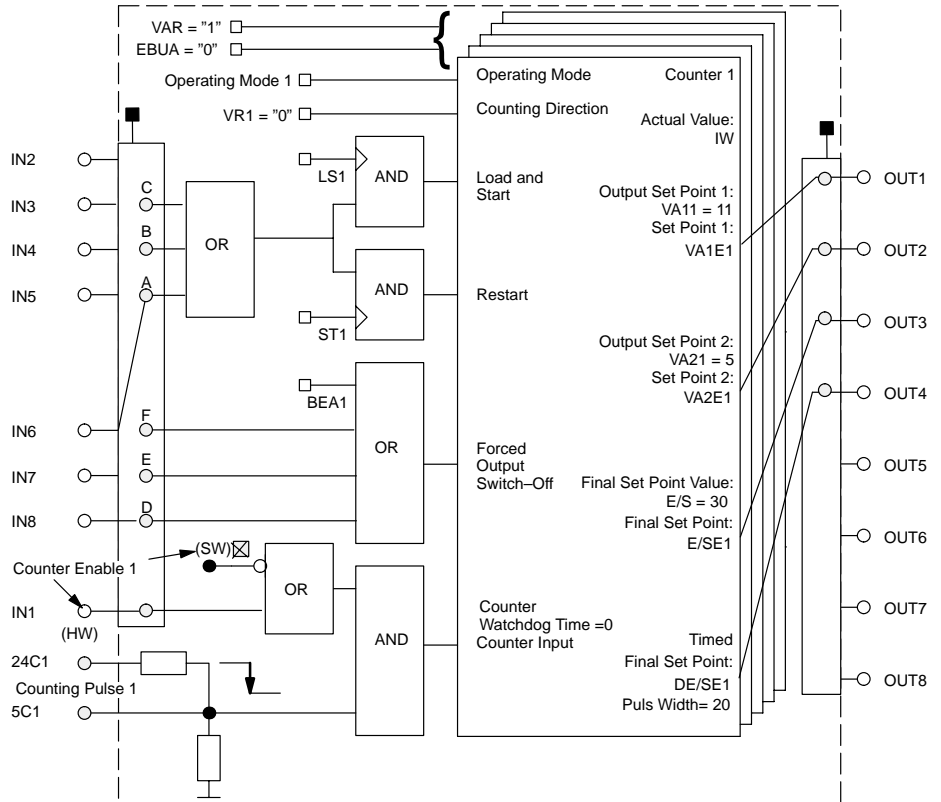 VAR = ”1”
EBUA = ”0”
Operating Mode 1
VR1 = ”0”
Operating Mode
Counter 1
Counting Direction
Actual Value:
IW
IN2
IN3
IN4
IN5
C
B
A
OR
LS1
AND
Load and
Start
AND
ST1
Restart
Output Set Point 1:
VA11 = 11
Set Point 1:
VA1E1
Output Set Point 2:
VA21 = 5
Set Point 2:
VA2E1
BEA1
IN6
IN7
IN8
F
E
D
OR
Forced
Output
Switch–Off
Final Set Point Value:
E/S = 30
Final Set Point:
E/SE1
(SW)
Counter Enable 1
OR
IN1
(HW)
AND
Counter
Watchdog Time =0
Counter Input
24C1
Counting Pulse 1
5C1
Timed
Final Set Point:
DE/SE1
Puls Width= 20
OUT1
OUT2
OUT3
OUT4
OUT5
OUT6
OUT7
OUT8